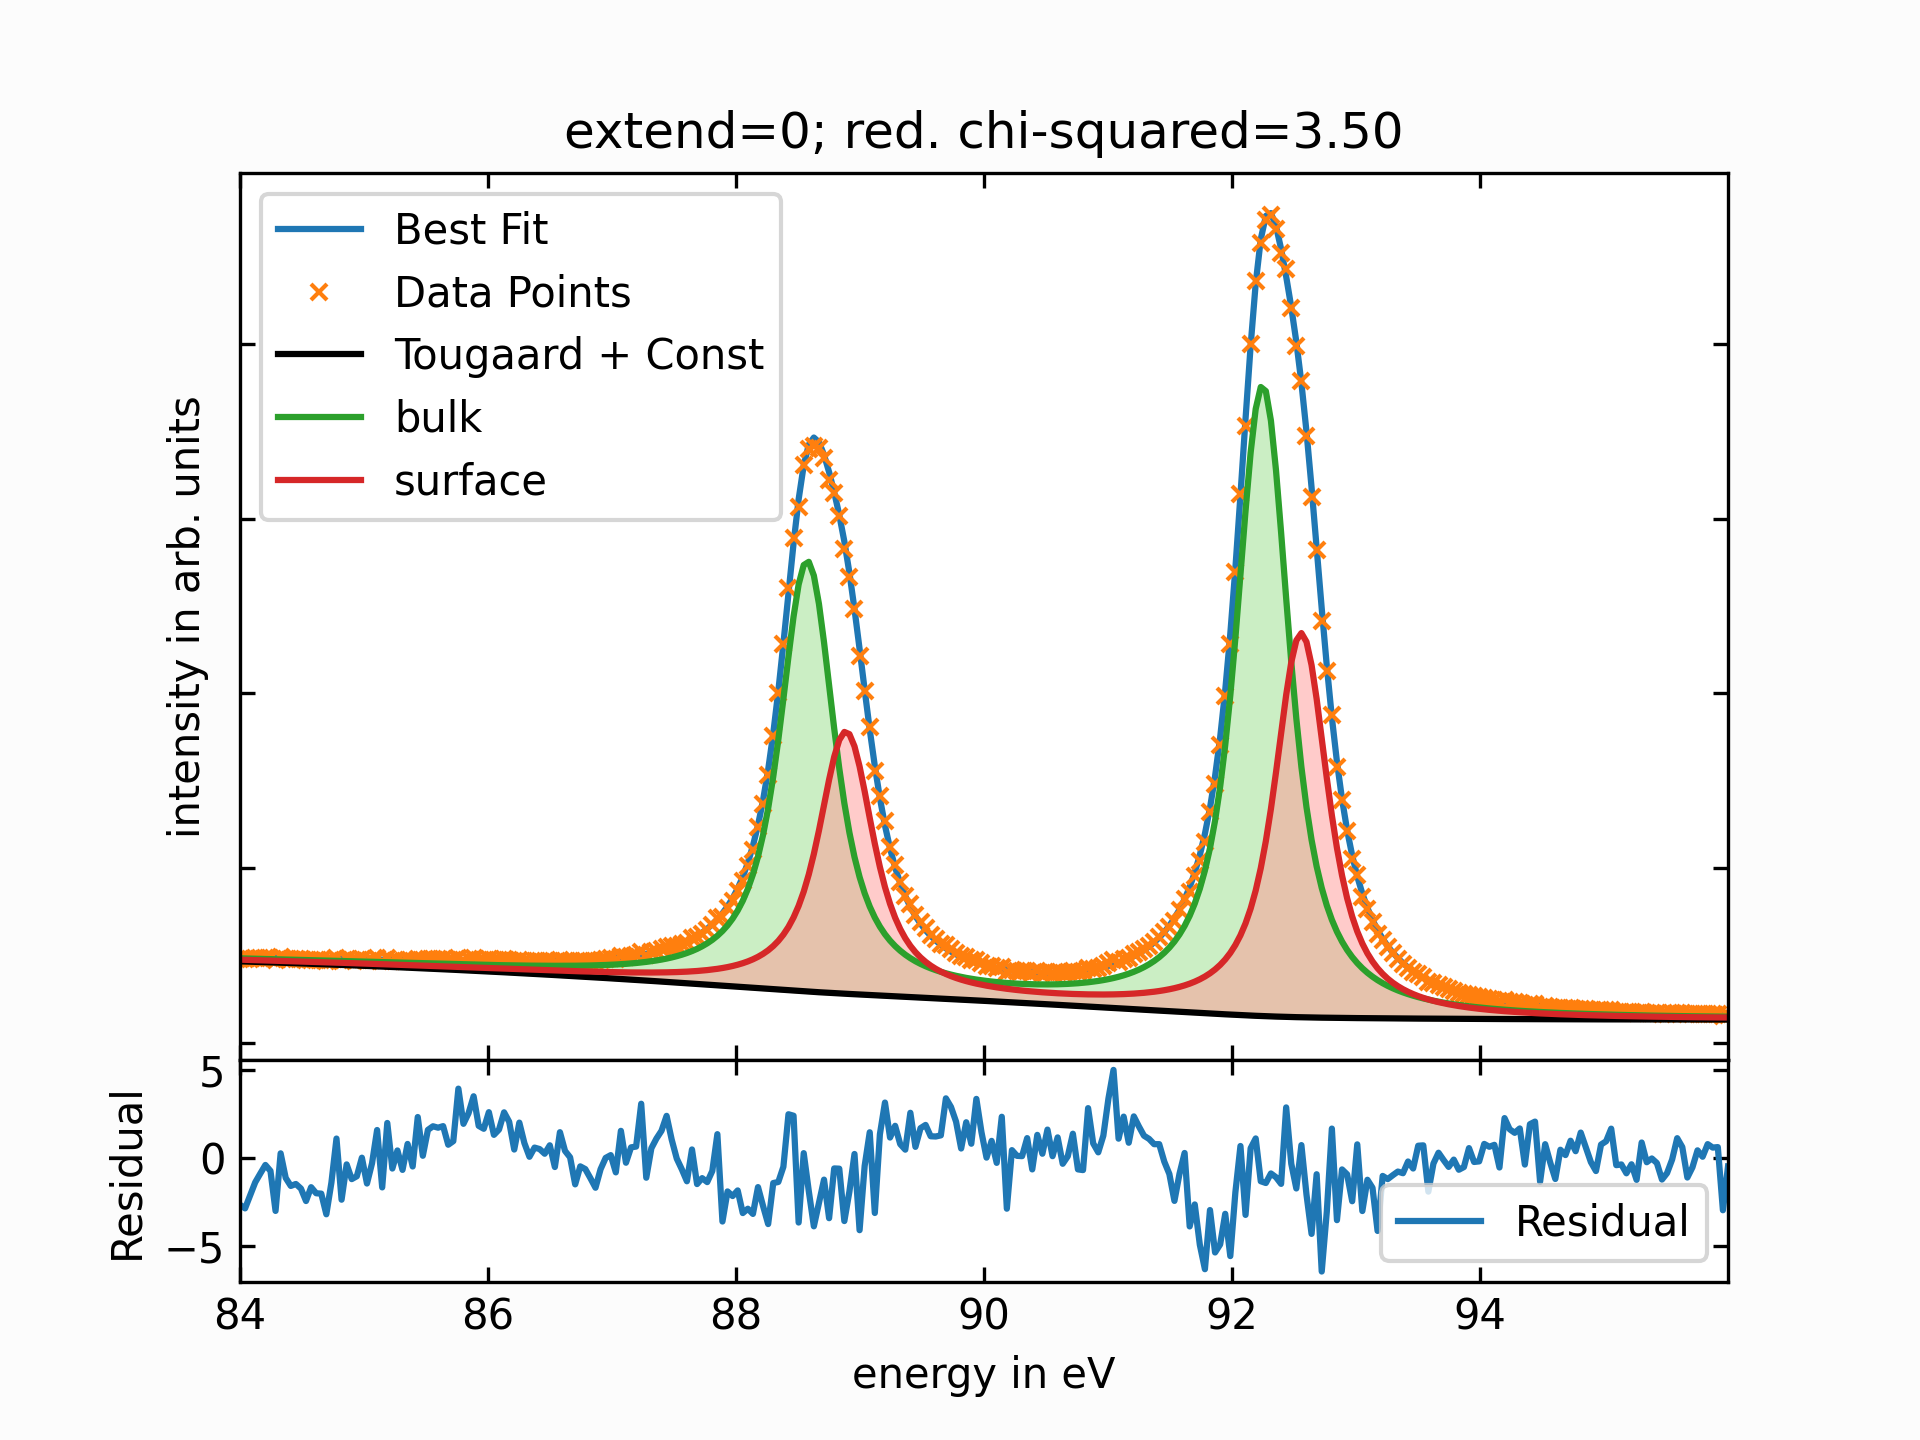 extend=0; red. chi-squared=3.50
Best Fit
Data Points
Tougaard + Const
bulk
surface
intensity in arb. units
5
0
−5
Residual
Residual
84 86 88 90 92 94
energy in eV